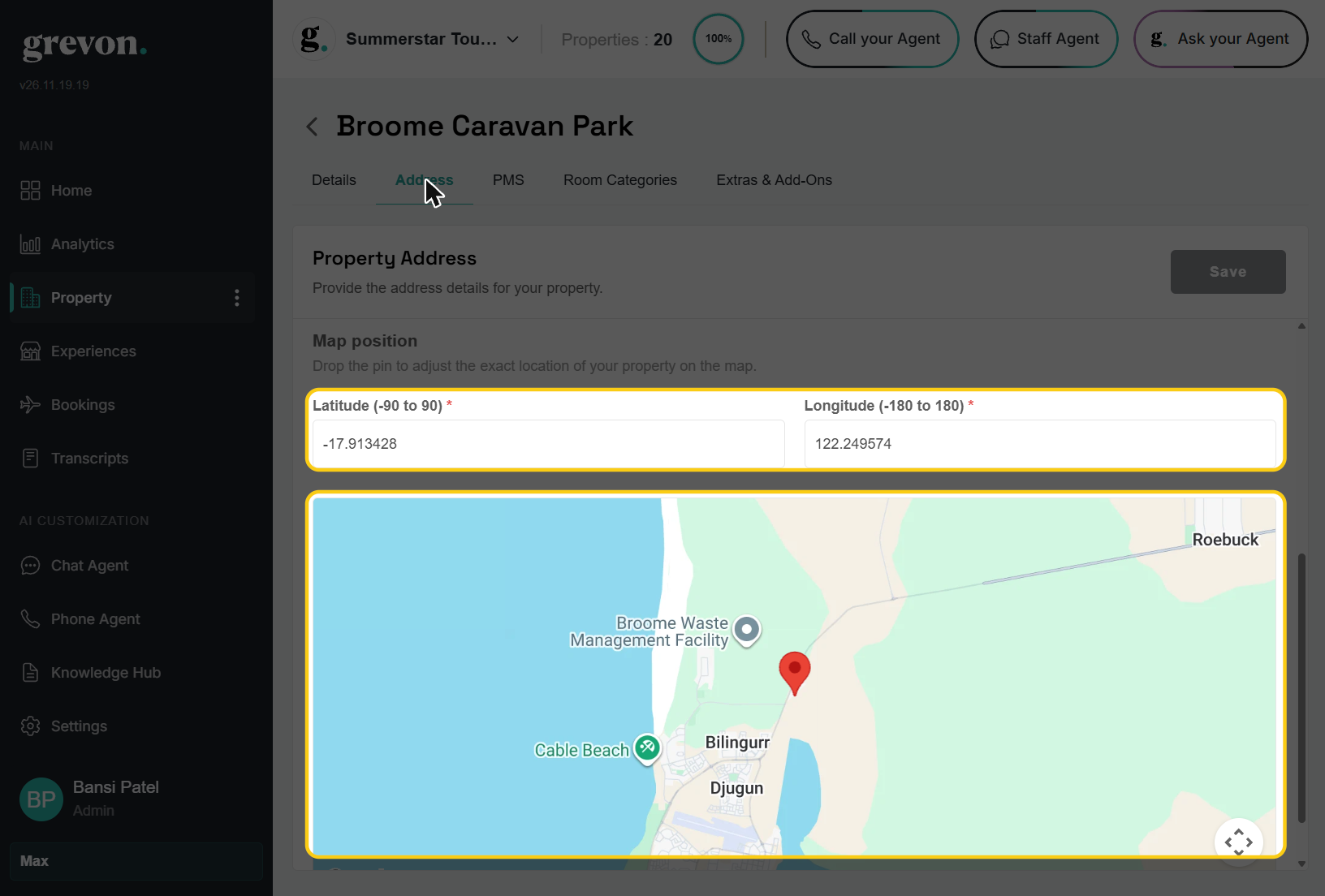 grevon.
v26.11.19.19
MAIN
Home
Analytics
Property
Experiences
Bookings
Transcripts
AI CUSTOMIZATION
Chat Agent
Phone Agent
Knowledge Hub
Settings
BP
Bansi Patel
Admin
Max
g.
Summerstar Tou...
Properties : 20
100%
Call your Agent
Staff Agent
g.
Ask your Agent
Broome Caravan Park
Details
Address
PMS
Room Categories
Extras & Add-Ons
Property Address
Provide the address details for your property.
Save
Map position
Drop the pin to adjust the exact location of your property on the map.
Latitude (-90 to 90) *
-17.913428
Longitude (-180 to 180) *
122.249574
Roebuck
Broome Waste
Management Facility
Cable Beach
Bilingurr
Djugun